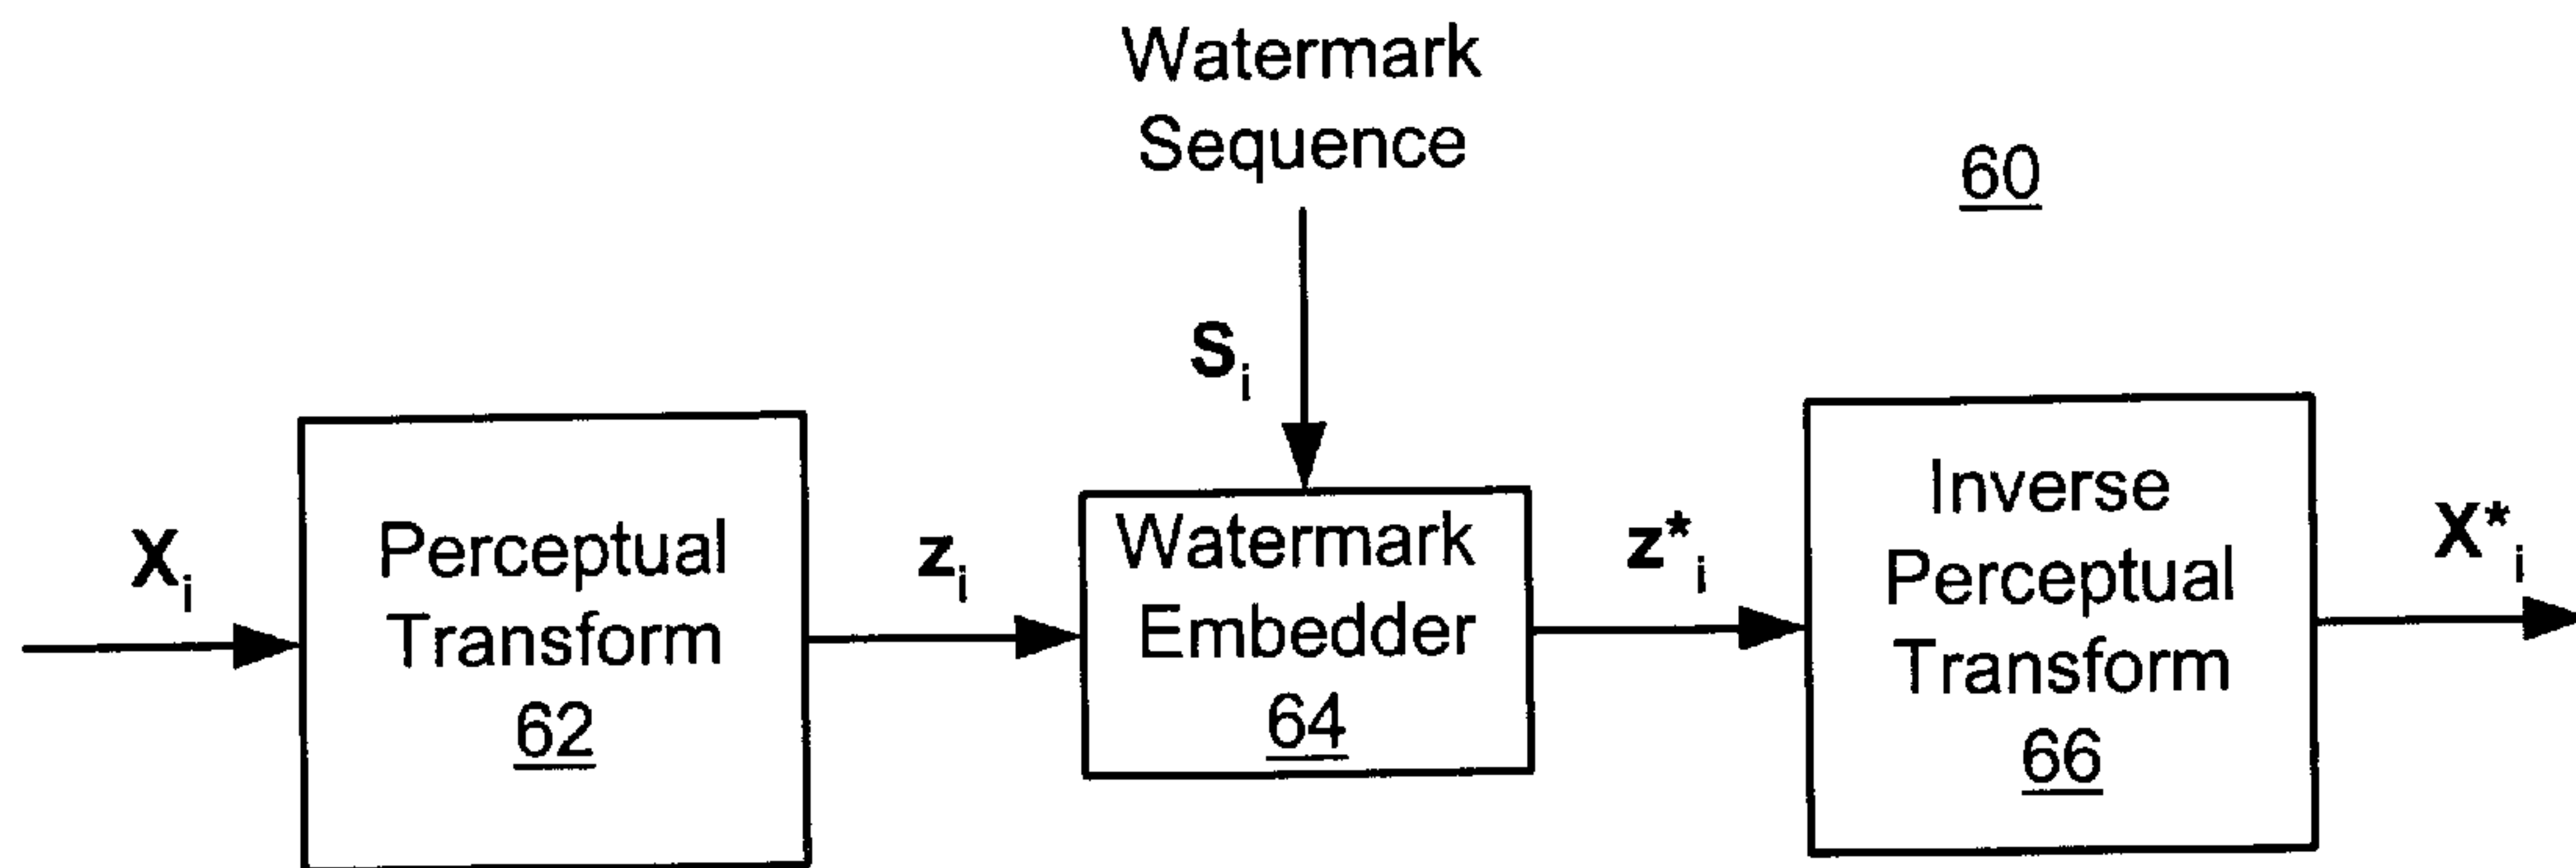 Watermark
Sequence
60
S_i
X_i
Perceptual
Transform
62
z_i
Watermark
Embedder
64
z*_i
Inverse
Perceptual
Transform
66
X*_i